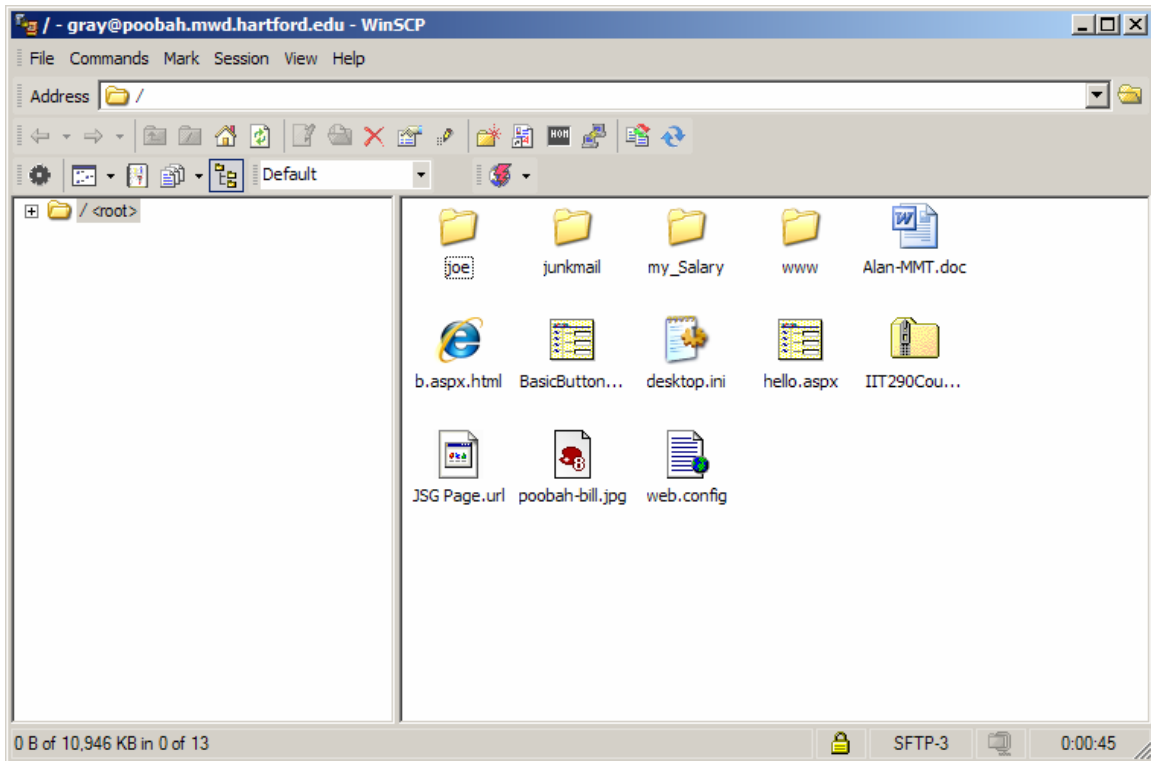 / - gray@poobah.mwd.hartford.edu - WinSCP
File Commands Mark Session View Help
Address /
Default
/ <root>
joe junkmail my_Salary www Alan-MMT.doc
b.aspx.html BasicButton... desktop.ini hello.aspx IIT290Cou...
JSG Page.url poobah-bill.jpg web.config
0 B of 10,946 KB in 0 of 13 SFTP-3 0:00:45